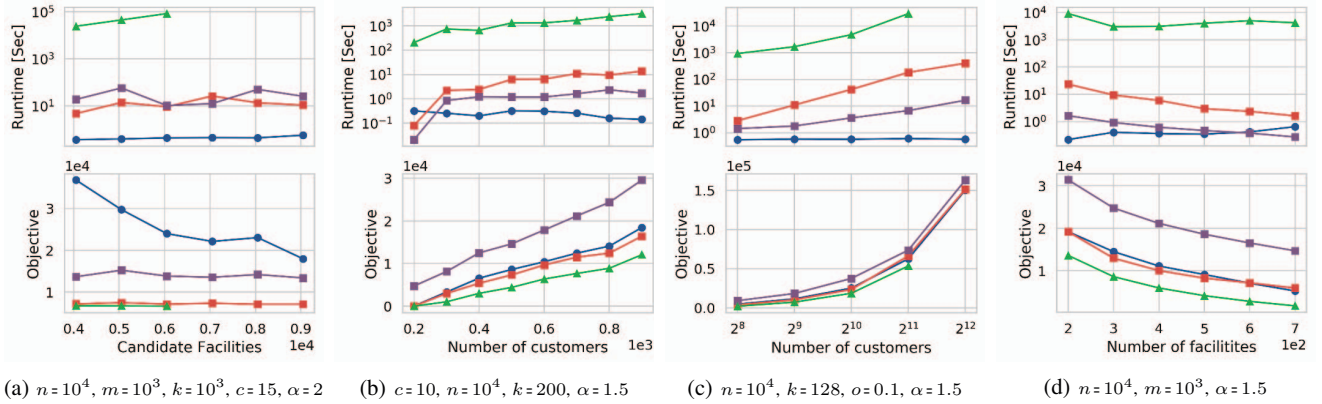 Runtime [Sec]
10^5
10^3
10^1
1e4
Objective
3
2
1
0.4 0.5 0.6 0.7 0.8 0.9
Candidate Facilities 1e4
(a) n=10^4, m=10^3, k=10^3, c=15, α=2
Runtime [Sec]
10^3
10^2
10^1
10^0
10^−1
1e4
Objective
3
2
1
0
0.2 0.4 0.6 0.8
Number of customers 1e3
(b) c=10, n=10^4, k=200, α=1.5
Runtime [Sec]
10^4
10^3
10^2
10^1
10^0
1e5
Objective
1.5
1.0
0.5
0.0
2^8 2^9 2^10 2^11 2^12
Number of customers
(c) n=10^4, k=128, o=0.1, α=1.5
Runtime [Sec]
10^4
10^3
10^2
10^1
10^0
1e4
Objective
3
2
1
2 3 4 5 6 7
Number of facilitites 1e2
(d) n=10^4, m=10^3, α=1.5